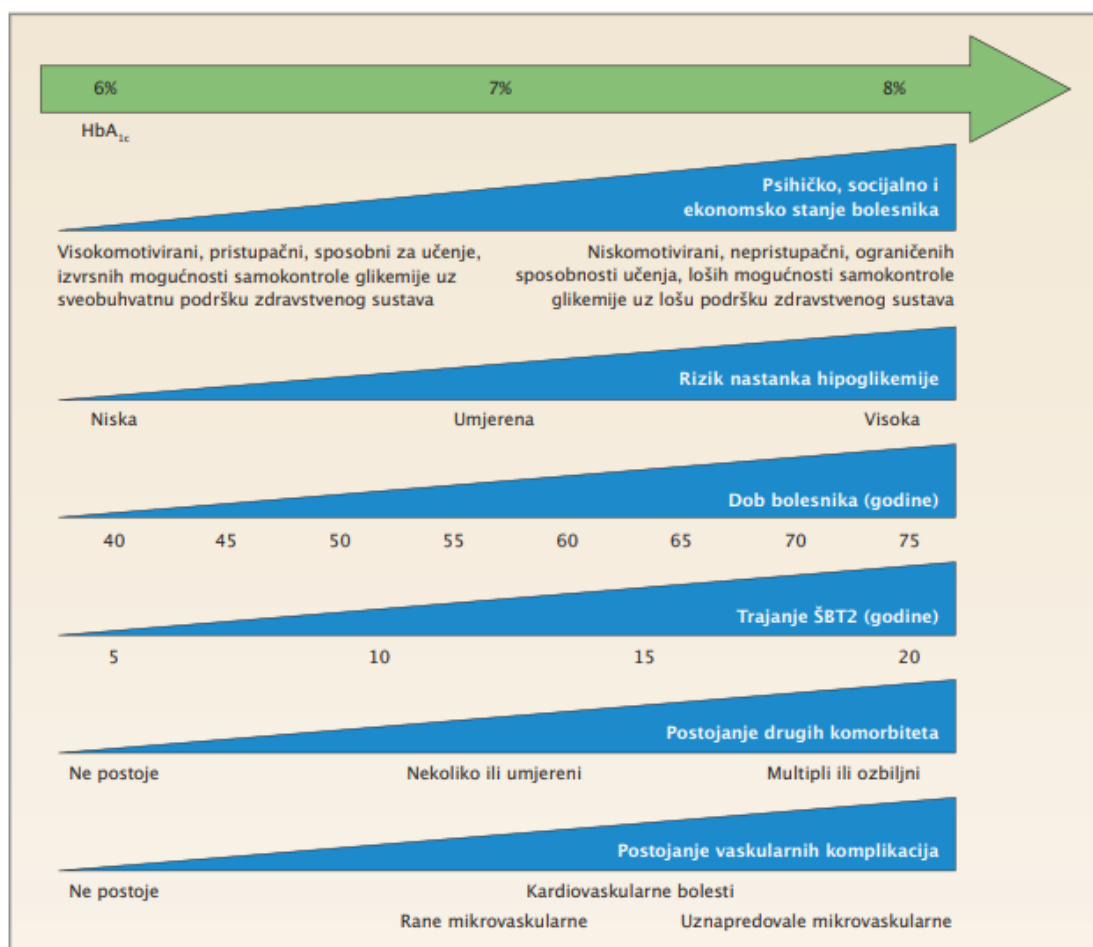 6% 7% 8%
HbA1c
Psihičko, socijalno i
ekonomsko stanje bolesnika
Visokomotivirani, pristupačni, sposobni za učenje,
izvrsnih mogućnosti samokontrole glikemije uz
sveobuhvatnu podršku zdravstvenog sustava
Niskomotivirani, nepristupačni, ograničenih
sposobnosti učenja, loših mogućnosti samokontrole
glikemije uz lošu podršku zdravstvenog sustava
Rizik nastanka hipoglikemije
Niska Umjerena Visoka
Dob bolesnika (godine)
40 45 50 55 60 65 70 75
Trajanje ŠBT2 (godine)
5 10 15 20
Postojanje drugih komorbiteta
Ne postoje Nekoliko ili umjereni Multipli ili ozbiljni
Postojanje vaskularnih komplikacija
Ne postoje Kardiovaskularne bolesti
Rane mikrovaskularne Uznapredovale mikrovaskularne